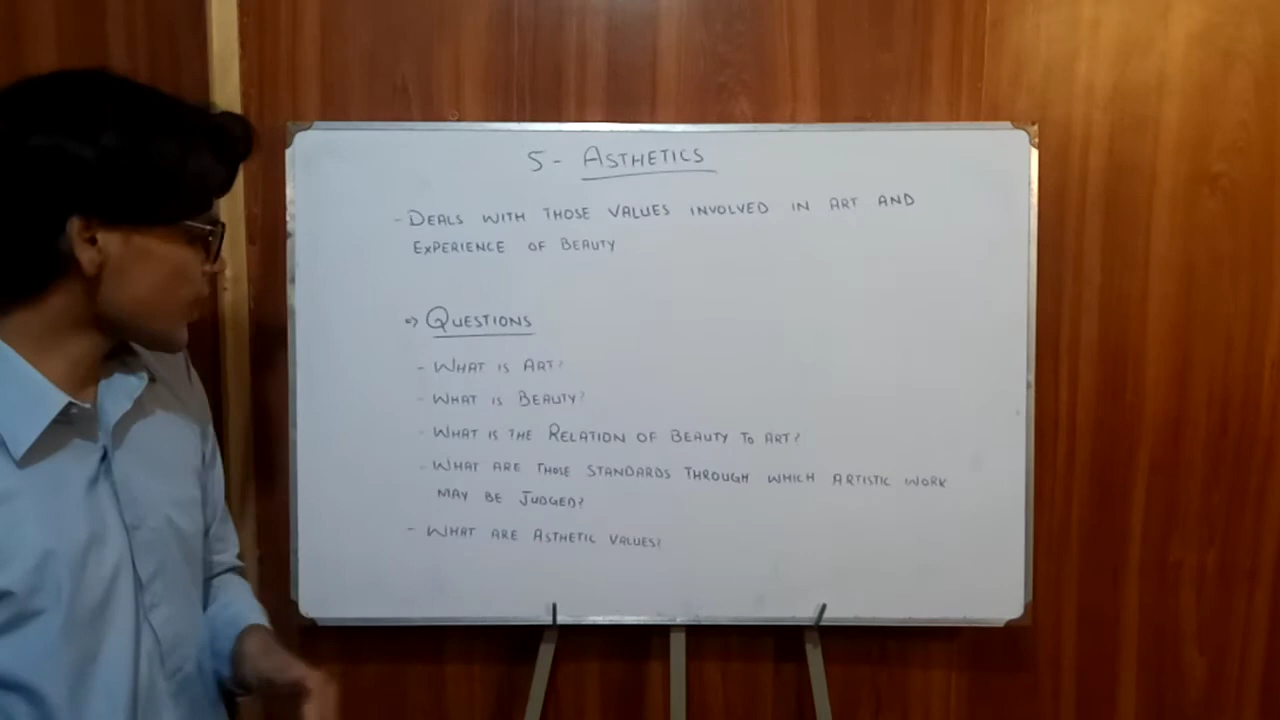 5- ASTHETICS
- DEALS WITH THOSE VALUES INVOLVED IN ART AND
EXPERIENCE OF BEAUTY
⇒ QUESTIONS
- WHAT IS ART?
- WHAT IS BEAUTY?
- WHAT IS THE RELATION OF BEAUTY TO ART?
- WHAT ARE THOSE STANDARDS THROUGH WHICH ARTISTIC WORK
MAY BE JUDGED?
- WHAT ARE ASTHETIC VALUES?